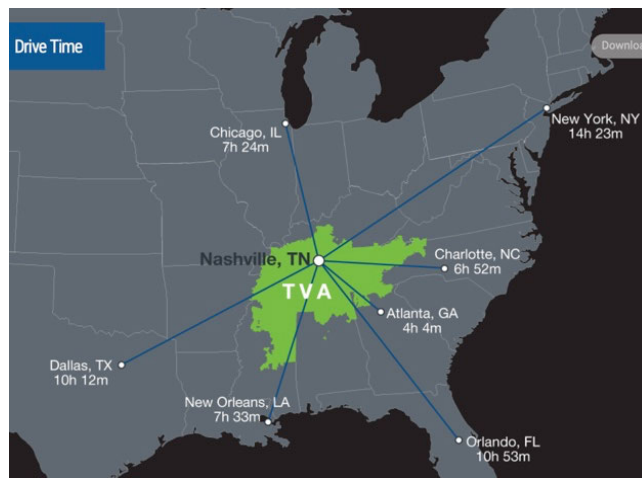 Drive Time
Downloa
New York, NY
14h 23m
Chicago, IL
7h 24m
Nashville, TN
Charlotte, NC
6h 52m
TVA
Atlanta, GA
4h 4m
Dallas, TX
10h 12m
New Orleans, LA
7h 33m
Orlando, FL
10h 53m